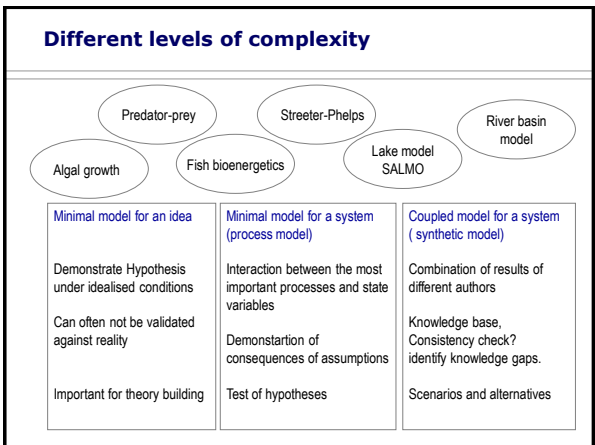 Different levels of complexity
Predator-prey
Streeter-Phelps
River basin
model
Algal growth
Fish bioenergetics
Lake model
SALMO
Minimal model for an idea
Demonstrate Hypothesis
under idealised conditions
Can often not be validated
against reality
Important for theory building
Minimal model for a system
(process model)
Interaction between the most
important processes and state
variables
Demonstartion of
consequences of assumptions
Test of hypotheses
Coupled model for a system
( synthetic model)
Combination of results of
different authors
Knowledge base,
Consistency check?
identify knowledge gaps.
Scenarios and alternatives